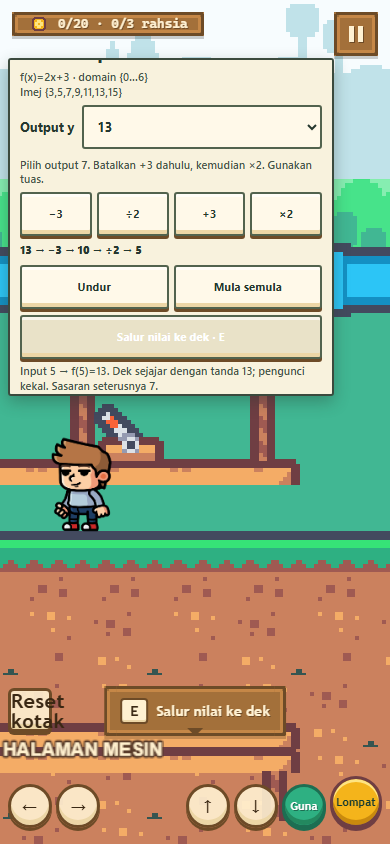 0/20 · 0/3 rahsia
f(x)=2x+3 · domain {0...6}
Imej {3,5,7,9,11,13,15}
Output y 13
Pilih output 7. Batalkan +3 dahulu, kemudian ×2. Gunakan
tuas.
−3 ÷2 +3 ×2
13 → −3 → 10 → ÷2 → 5
Undur Mula semula
Salur nilai ke dek · E
Input 5 → f(5)=13. Dek sejajar dengan tanda 13; pengunci
kekal. Sasaran seterusnya 7.
Reset
kotak
E Salur nilai ke dek
HALAMAN MESIN
← → ↑ ↓ Guna Lompat